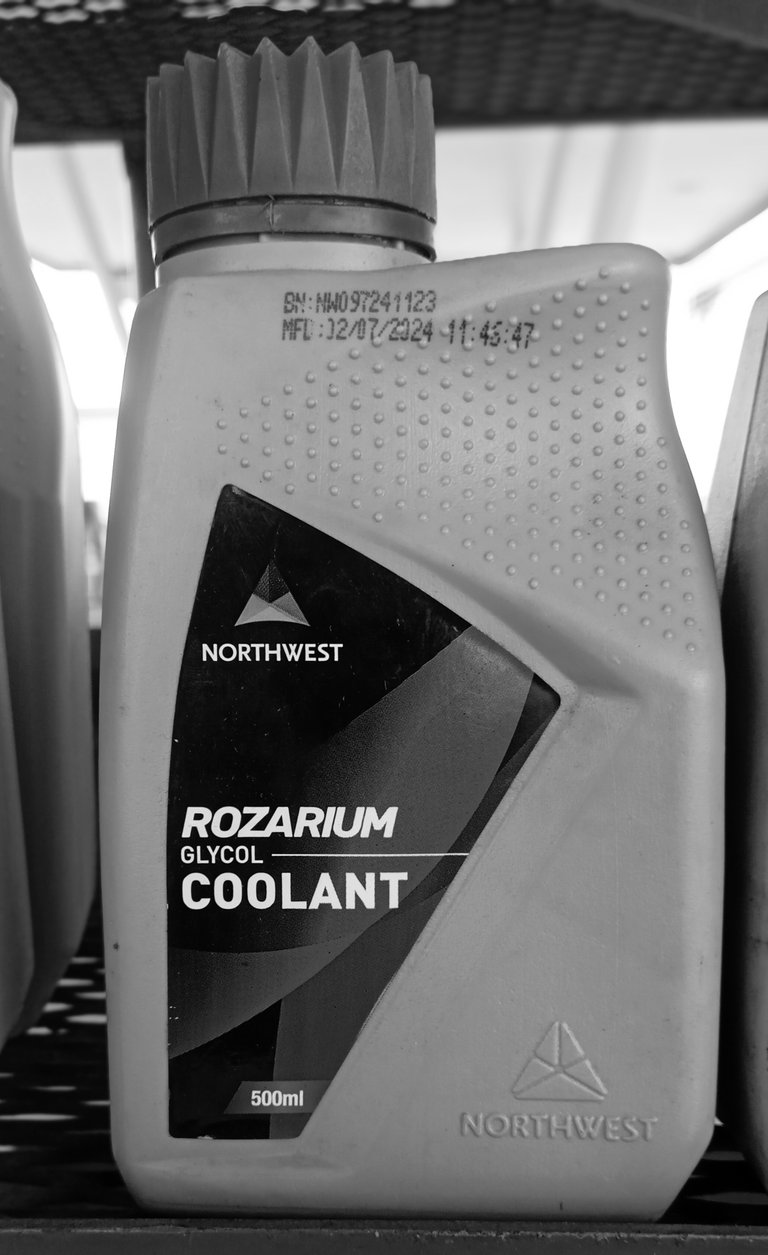 BN:NW097241123
MFD:02/07/2024 11:46:47
NORTHWEST
ROZARIUM
GLYCOL
COOLANT
500ml
NORTHWEST